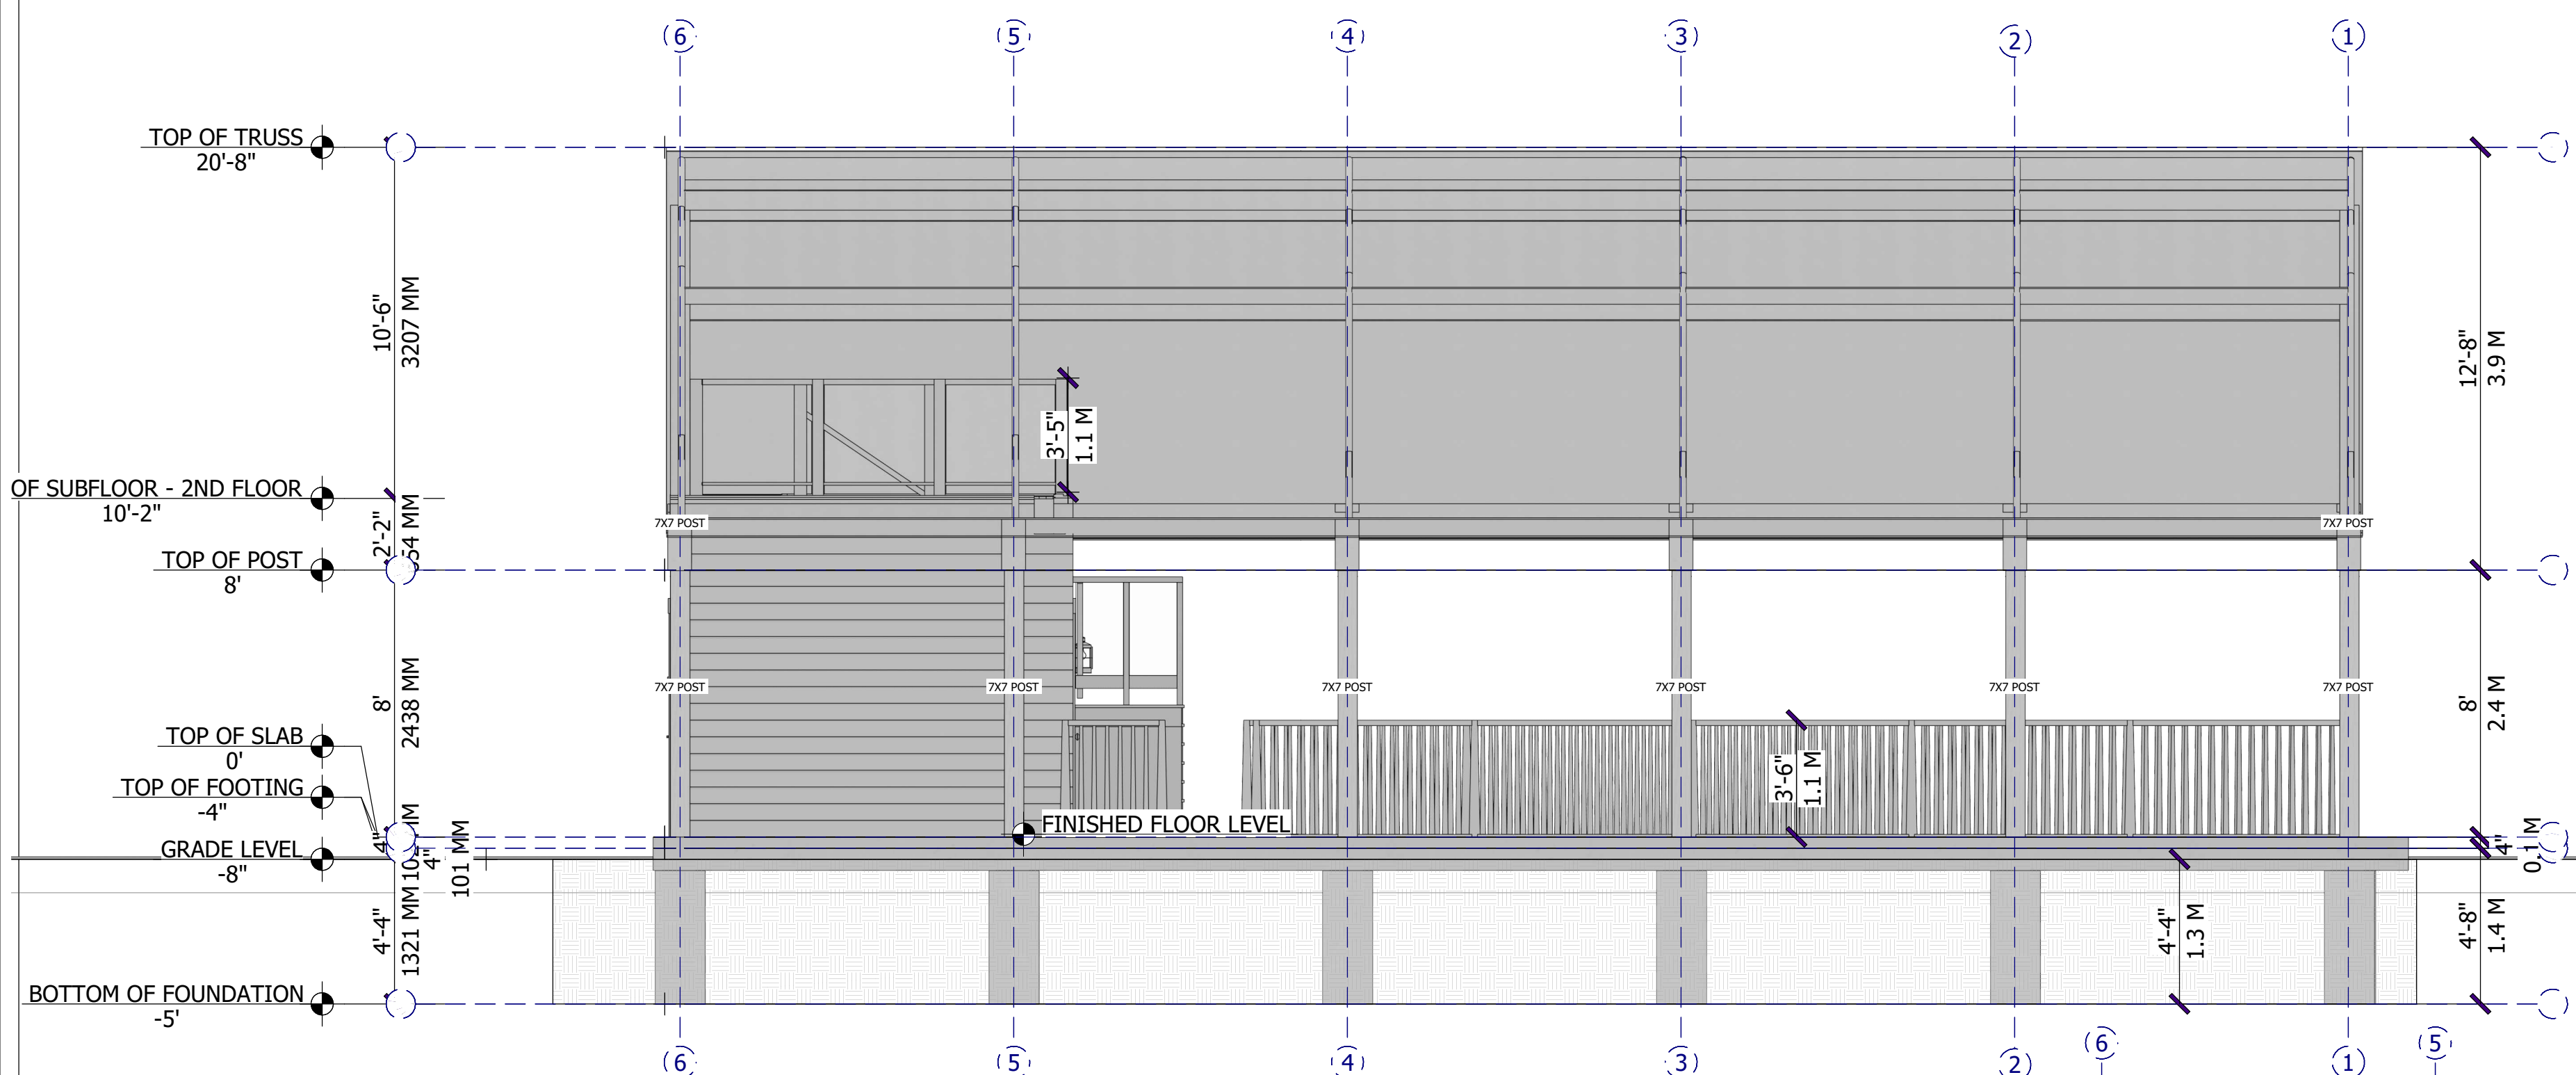 6 5 4 3 2 1
TOP OF TRUSS
20'-8"
10'-6"
3207 MM
12'-8"
3.9 M
3'-5"
1.1 M
OF SUBFLOOR - 2ND FLOOR
10'-2"
2'-2"
54 MM
7X7 POST 7X7 POST
TOP OF POST
8'
8'
2438 MM
7X7 POST 7X7 POST 7X7 POST 7X7 POST 7X7 POST 7X7 POST
8'
2.4 M
TOP OF SLAB
0'
3'-6"
1.1 M
TOP OF FOOTING
-4"
FINISHED FLOOR LEVEL
4"
4"
101 MM
4"
0.1 M
GRADE LEVEL
-8"
4'-4"
1321 MM
4'-4"
1.3 M
4'-8"
1.4 M
BOTTOM OF FOUNDATION
-5'
6 5
6 5 4 3 2 1